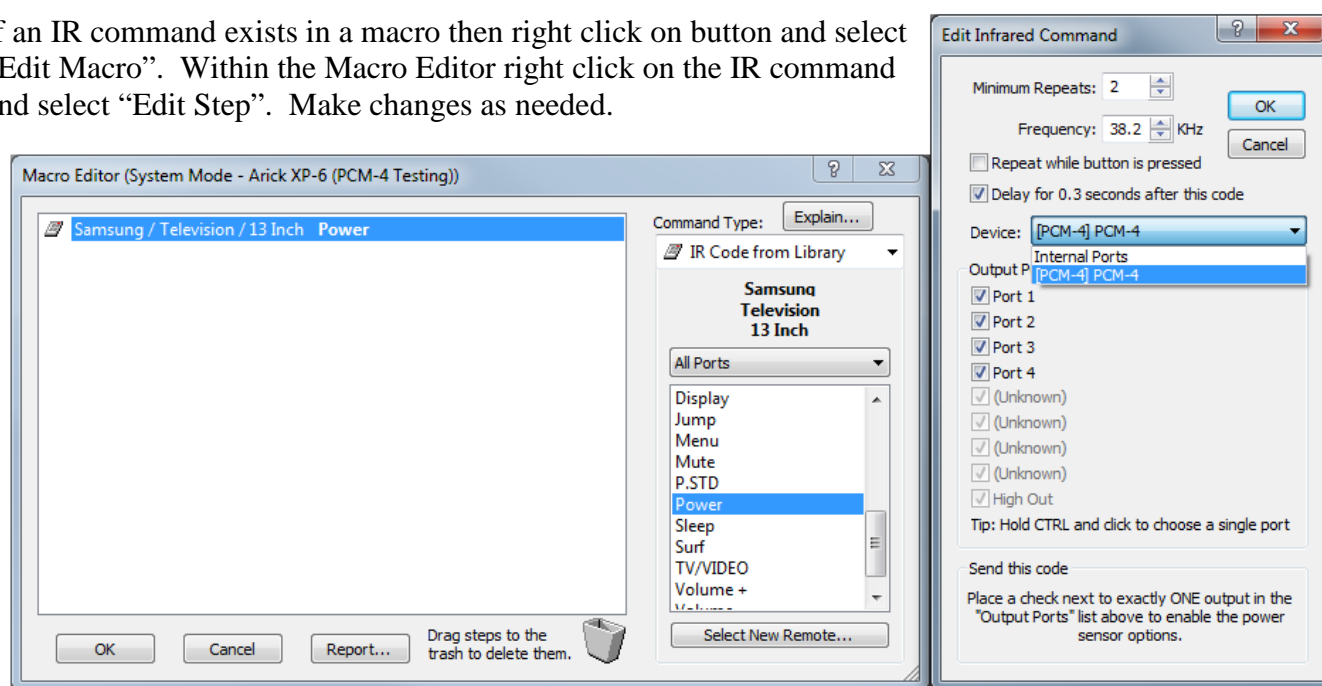 f an IR command exists in a macro then right click on button and select
Edit Macro”.  Within the Macro Editor right click on the IR command
nd select “Edit Step”.  Make changes as needed.
Macro Editor (System Mode - Arick XP-6 (PCM-4 Testing))
Samsung / Television / 13 Inch  Power
Command Type:
Explain...
IR Code from Library
Samsung
Television
13 Inch
All Ports
Display
Jump
Menu
Mute
P.STD
Power
Sleep
Surf
TV/VIDEO
Volume +
Select New Remote...
OK
Cancel
Report...
Drag steps to the
trash to delete them.
Edit Infrared Command
Minimum Repeats: 2
OK
Frequency: 38.2 KHz
Cancel
Repeat while button is pressed
Delay for 0.3 seconds after this code
Device: [PCM-4] PCM-4
Internal Ports
[PCM-4] PCM-4
Output P
Port 1
Port 2
Port 3
Port 4
(Unknown)
(Unknown)
(Unknown)
(Unknown)
High Out
Tip: Hold CTRL and click to choose a single port
Send this code
Place a check next to exactly ONE output in the
"Output Ports" list above to enable the power
sensor options.